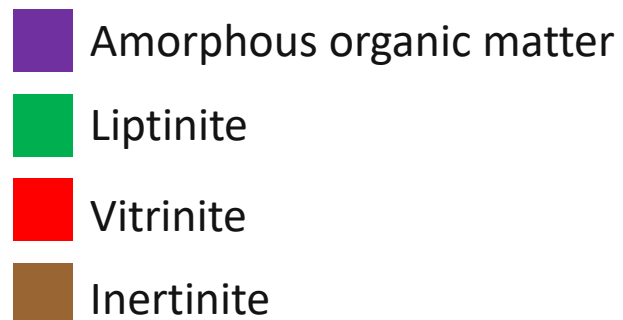 Amorphous organic matter
Liptinite
Vitrinite
Inertinite